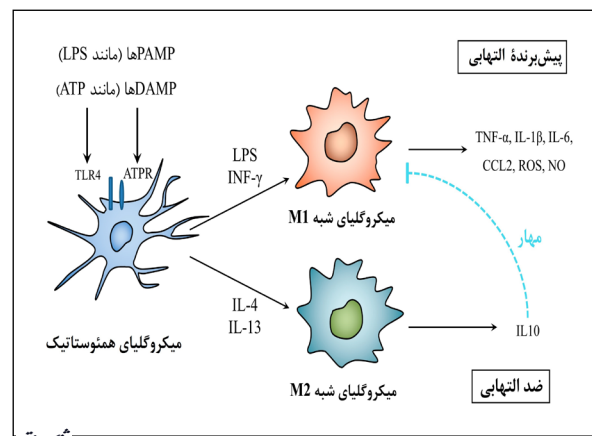 PAMPها (مانند LPS)
DAMPها (مانند ATP)
TLR4
ATPR
میکروگلیای همئوستاتیک
LPS
INF-γ
IL-4
IL-13
میکروگلیای شبه M1
میکروگلیای شبه M2
پیش‌برندۀ التهابی
TNF-α, IL-1β, IL-6,
CCL2, ROS, NO
مهار
IL10
ضد التهابی